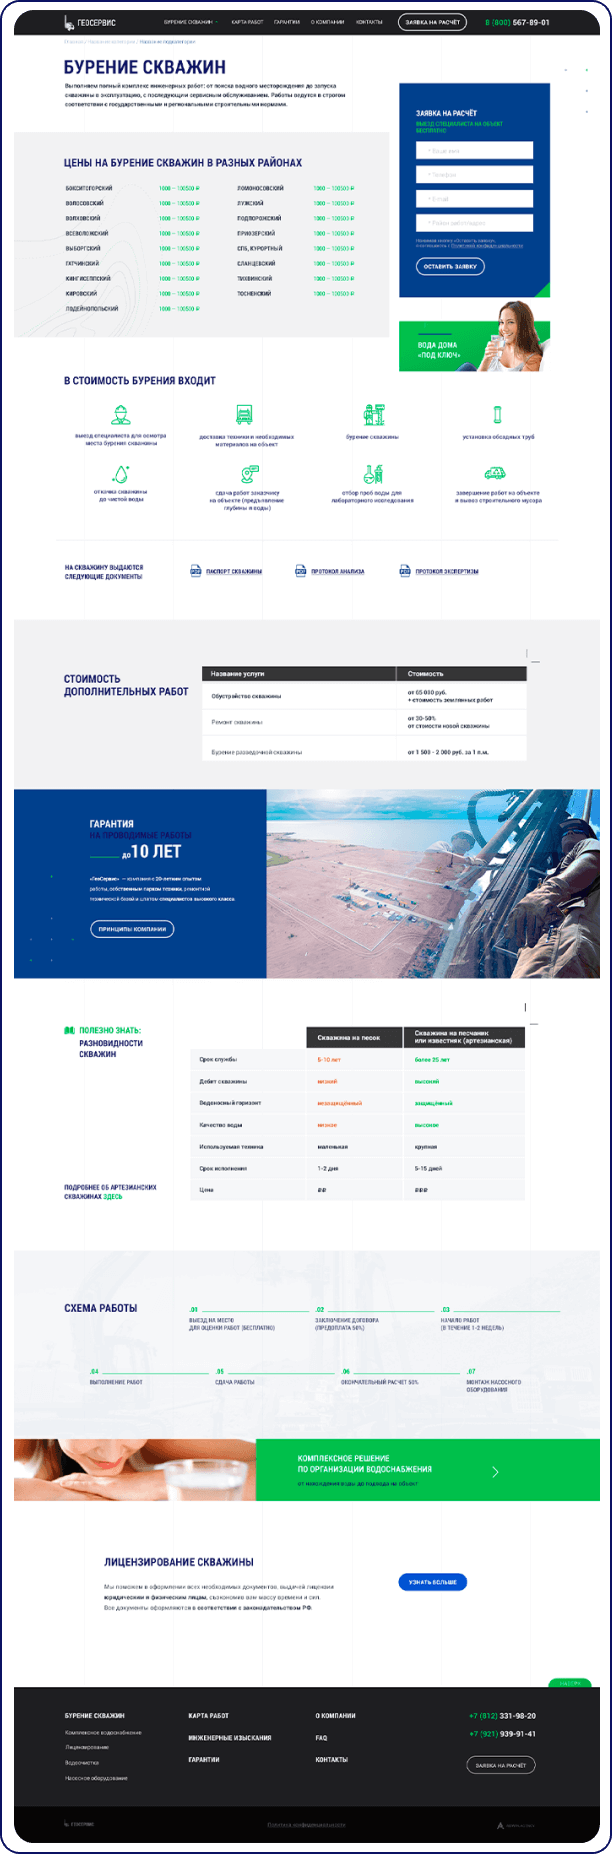 ГЕОСЕРВИС
БУРЕНИЕ СКВАЖИН
КАРТА РАБОТ
ГАРАНТИИ
О КОМПАНИИ
КОНТАКТЫ
ЗАЯВКА НА РАСЧЁТ
8 (800) 567-89-01
БУРЕНИЕ СКВАЖИН
Выполняем полный комплекс инженерных работ: от поиска водного месторождения до запуска
скважины в эксплуатацию, с последующим сервисным обслуживанием. Работы ведутся в строгом
соответствии с государственными и региональными строительными нормами.
ЗАЯВКА НА РАСЧЁТ
ВЫЕЗД СПЕЦИАЛИСТА НА ОБЪЕКТ
БЕСПЛАТНО
* Ваше имя
* Телефон
* E-mail
Нажимая кнопку «Оставить заявку»,
соглашаетесь с Политикой конфиденциальности
ОСТАВИТЬ ЗАЯВКУ
ЦЕНЫ НА БУРЕНИЕ СКВАЖИН В РАЗНЫХ РАЙОНАХ
БОКСИТОГОРСКИЙ 1000 — 100500 ₽
ЛОМОНОСОВСКИЙ 1000 — 100500 ₽
ВОЛОСОВСКИЙ 1000 — 100500 ₽
ЛУЖСКИЙ 1000 — 100500 ₽
ВОЛХОВСКИЙ 1000 — 100500 ₽
ПОДПОРОЖСКИЙ 1000 — 100500 ₽
ВСЕВОЛОЖСКИЙ 1000 — 100500 ₽
ПРИОЗЕРСКИЙ 1000 — 100500 ₽
ВЫБОРГСКИЙ 1000 — 100500 ₽
СПБ, КУРОРТНЫЙ 1000 — 100500 ₽
ГАТЧИНСКИЙ 1000 — 100500 ₽
СЛАНЦЕВСКИЙ 1000 — 100500 ₽
КИНГИСЕППСКИЙ 1000 — 100500 ₽
ТИХВИНСКИЙ 1000 — 100500 ₽
КИРОВСКИЙ 1000 — 100500 ₽
ТОСНЕНСКИЙ 1000 — 100500 ₽
ЛОДЕЙНОПОЛЬСКИЙ 1000 — 100500 ₽
ВОДА ДОМА
«ПОД КЛЮЧ»
В СТОИМОСТЬ БУРЕНИЯ ВХОДИТ
выезд специалиста для осмотра
места бурения скважины
доставка техники и необходимых
материалов на объект
бурение скважины
установка обсадных труб
откачка скважины
до чистой воды
сдача работ заказчику
на объекте (предъявление
глубины и воды)
отбор проб воды для
лабораторного исследования
завершение работ на объекте
и вывоз строительного мусора
НА СКВАЖИНУ ВЫДАЮТСЯ
СЛЕДУЮЩИЕ ДОКУМЕНТЫ
ПАСПОРТ СКВАЖИНЫ
ПРОТОКОЛ АНАЛИЗА
ПРОТОКОЛ ЭКСПЕРТИЗЫ
СТОИМОСТЬ
ДОПОЛНИТЕЛЬНЫХ РАБОТ
Название услуги
Стоимость
Обустройство скважины
от 65 000 руб.
+ стоимость земляных работ
Ремонт скважины
от 30-50%
от стоимости новой скважины
Бурение разведочной скважины
от 1 500 - 2 000 руб. за 1 п.м.
ГАРАНТИЯ
НА ПРОВОДИМЫЕ РАБОТЫ
до 10 ЛЕТ
«ГеоСервис» — компания с 20-летним опытом
работы, собственным парком техники, ремонтной
технической базой и штатом специалистов высокого класса
ПРИНЦИПЫ КОМПАНИИ
ПОЛЕЗНО ЗНАТЬ:
РАЗНОВИДНОСТИ
СКВАЖИН
Скважина на песок
Скважина на песчаник
или известняк (артезианская)
Срок службы 5-10 лет более 25 лет
Дебит скважины низкий высокий
Водоносный горизонт незащищённый защищённый
Качество воды низкое высокое
Используемая техника маленькая крупная
Срок исполнения 1-2 дня 5-15 дней
Цена ₽₽ ₽₽₽
ПОДРОБНЕЕ ОБ АРТЕЗИАНСКИХ
СКВАЖИНАХ ЗДЕСЬ
СХЕМА РАБОТЫ
.01
ВЫЕЗД НА МЕСТО
ДЛЯ ОЦЕНКИ РАБОТ (БЕСПЛАТНО)
.02
ЗАКЛЮЧЕНИЕ ДОГОВОРА
(ПРЕДОПЛАТА 50%)
.03
НАЧАЛО РАБОТ
(В ТЕЧЕНИЕ 1-2 НЕДЕЛЬ)
.04
ВЫПОЛНЕНИЕ РАБОТ
.05
СДАЧА РАБОТЫ
.06
ОКОНЧАТЕЛЬНЫЙ РАСЧЕТ 50%
.07
МОНТАЖ НАСОСНОГО
ОБОРУДОВАНИЯ
КОМПЛЕКСНОЕ РЕШЕНИЕ
ПО ОРГАНИЗАЦИИ ВОДОСНАБЖЕНИЯ
от нахождения воды до подвода на объект
ЛИЦЕНЗИРОВАНИЕ СКВАЖИНЫ
Мы поможем в оформлении всех необходимых документов, выдачей лицензии
юридическим и физическим лицам, сэкономив вам массу времени и сил.
Все документы оформляются в соответствии с законодательством РФ.
УЗНАТЬ БОЛЬШЕ
НАВЕРХ
БУРЕНИЕ СКВАЖИН
Комплексное водоснабжение
Лицензирование
Водоочистка
Насосное оборудование
КАРТА РАБОТ
ИНЖЕНЕРНЫЕ ИЗЫСКАНИЯ
ГАРАНТИИ
О КОМПАНИИ
FAQ
КОНТАКТЫ
+7 (812) 331-98-20
+7 (921) 939-91-41
ЗАЯВКА НА РАСЧЁТ
ГЕОСЕРВИС
Политика конфиденциальности